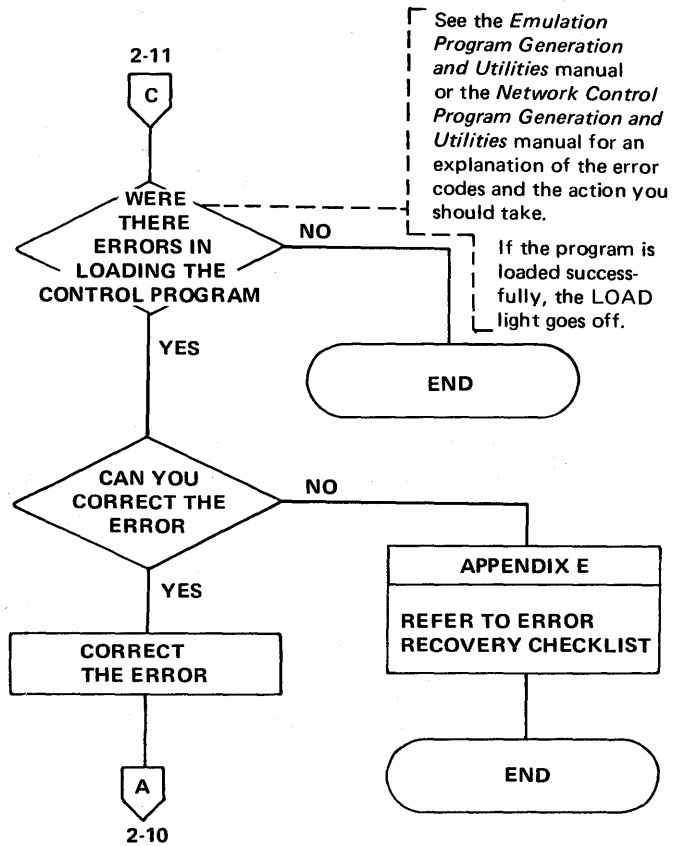 2-11
C
See the Emulation
Program Generation
and Utilities manual
or the Network Control
Program Generation and
Utilities manual for an
explanation of the error
codes and the action you
should take.
WERE
THERE
ERRORS IN
LOADING THE
CONTROL PROGRAM
NO
If the program is
loaded success-
fully, the LOAD
light goes off.
YES
END
CAN YOU
CORRECT THE
ERROR
NO
YES
APPENDIX E
REFER TO ERROR
RECOVERY CHECKLIST
CORRECT
THE ERROR
END
A
2-10